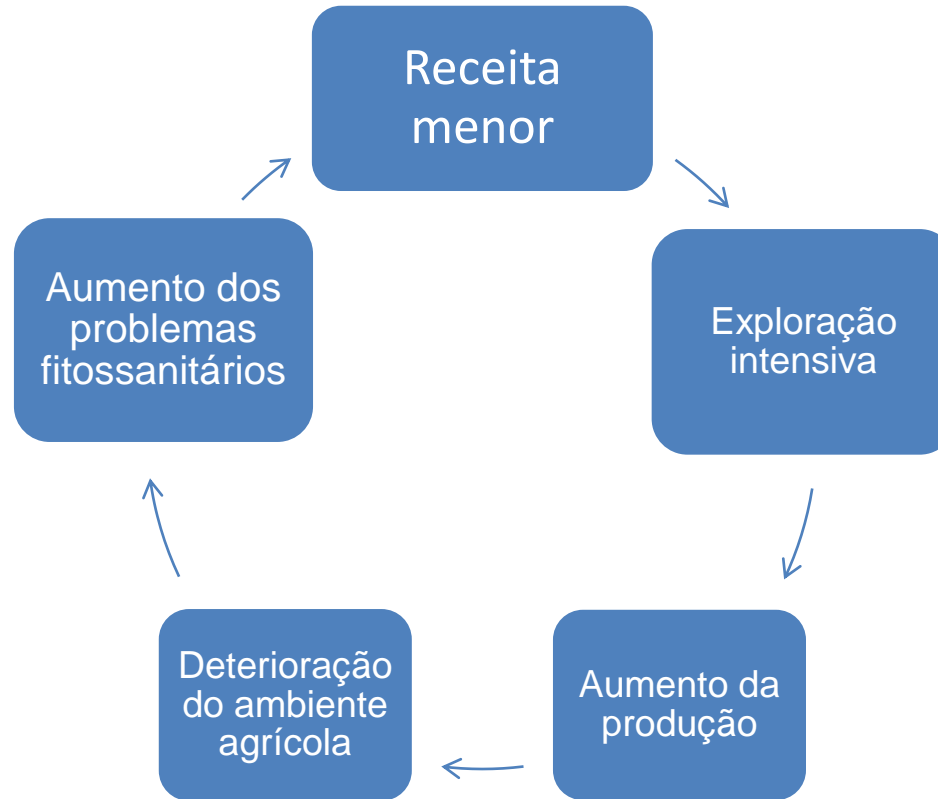 Receita
menor
Exploração
intensiva
Aumento da
produção
Deterioração
do ambiente
agrícola
Aumento dos
problemas
fitossanitários